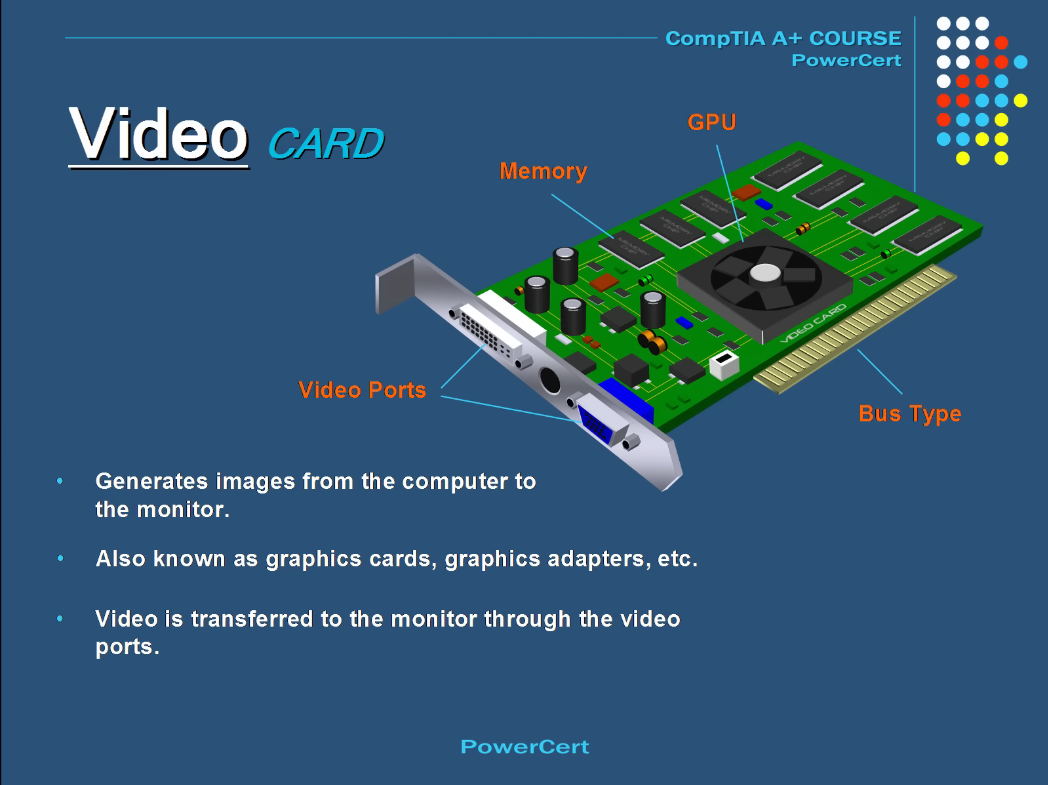 CompTIA A+ COURSE
PowerCert
Video CARD
GPU
Memory
VIDEO CARD
Video Ports
Bus Type
• Generates images from the computer to
the monitor.
• Also known as graphics cards, graphics adapters, etc.
• Video is transferred to the monitor through the video
ports.
PowerCert